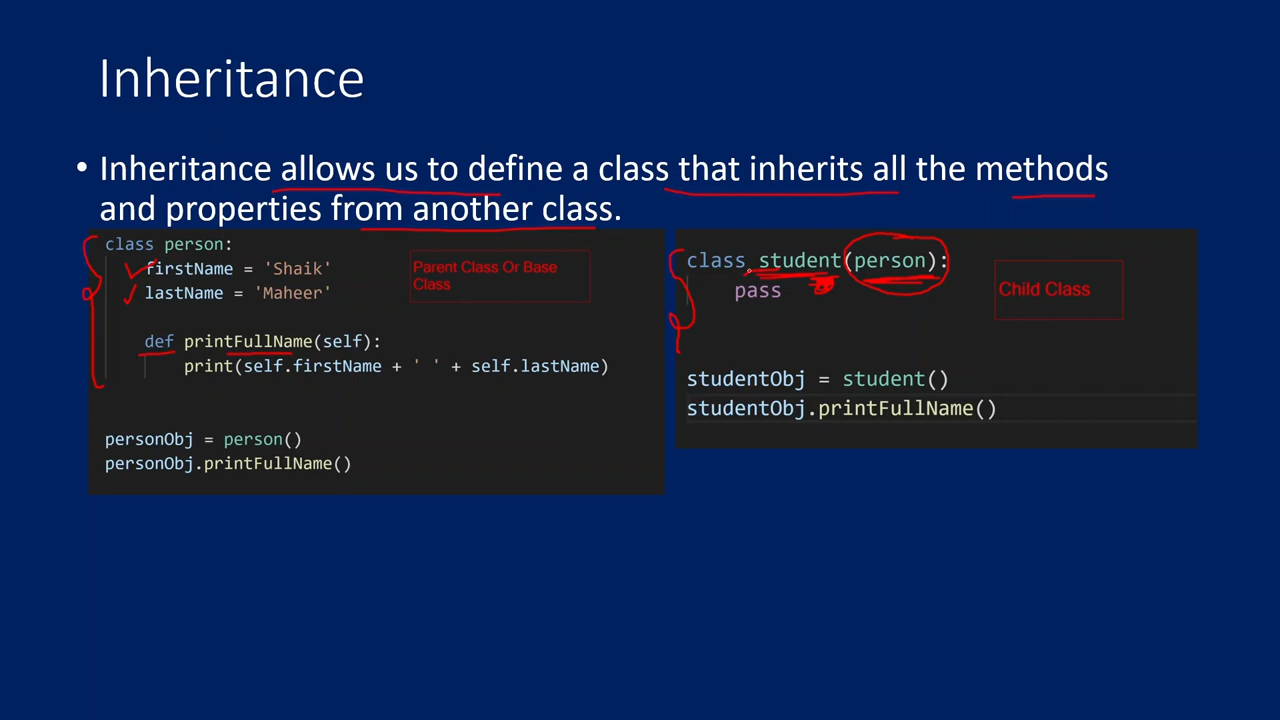 Inheritance
• Inheritance allows us to define a class that inherits all the methods
and properties from another class.
class person:
firstName = 'Shaik'
lastName = 'Maheer'
def printFullName(self):
print(self.firstName + ' ' + self.lastName)
personObj = person()
personObj.printFullName()
Parent Class Or Base
Class
class student(person):
pass
studentObj = student()
studentObj.printFullName()
Child Class